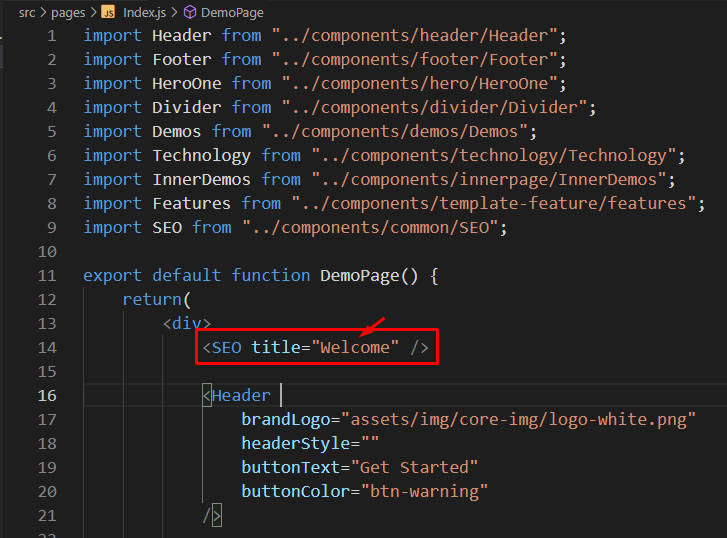 src > pages > JS Index.js > DemoPage
1 import Header from "../components/header/Header";
2 import Footer from "../components/footer/Footer";
3 import HeroOne from "../components/hero/HeroOne";
4 import Divider from "../components/divider/Divider";
5 import Demos from "../components/demos/Demos";
6 import Technology from "../components/technology/Technology";
7 import InnerDemos from "../components/innerpage/InnerDemos";
8 import Features from "../components/template-feature/features";
9 import SEO from "../components/common/SEO";
10
11 export default function DemoPage() {
12 return(
13 <div>
14 <SEO title="Welcome" />
15
16 <Header
17 brandLogo="assets/img/core-img/logo-white.png"
18 headerStyle=""
19 buttonText="Get Started"
20 buttonColor="btn-warning"
21 />